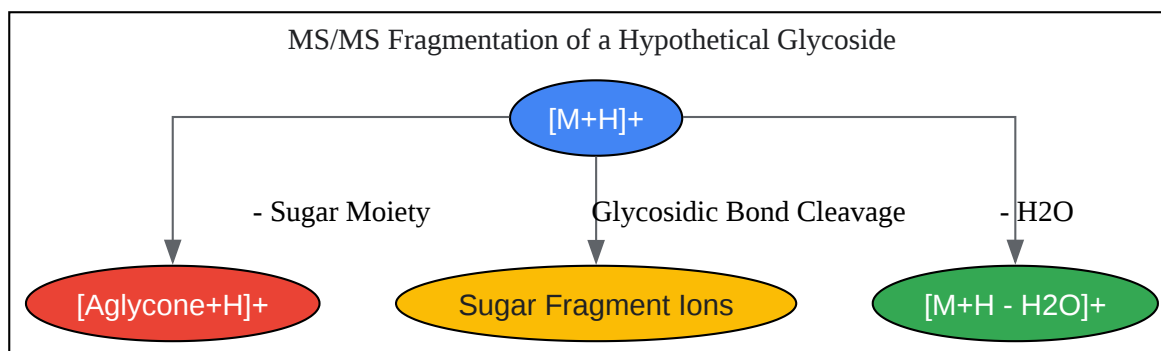 MS/MS Fragmentation of a Hypothetical Glycoside
[M+H]+
- Sugar Moiety
Glycosidic Bond Cleavage
- H2O
[Aglycone+H]+
Sugar Fragment Ions
[M+H - H2O]+